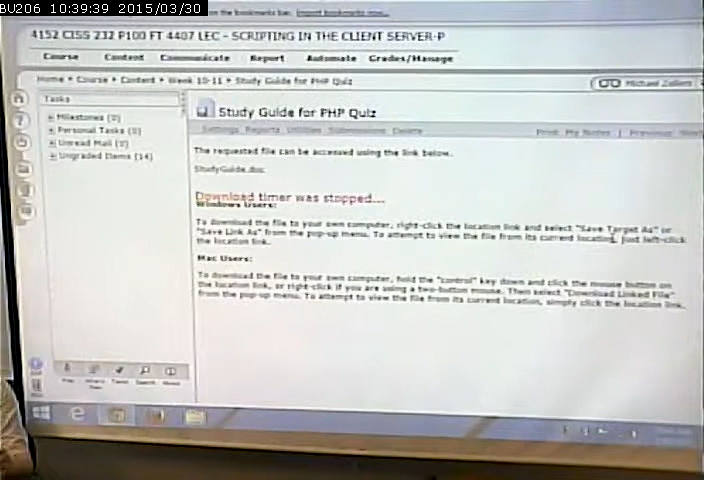 BU206 10:39:39 2015/03/30
on the bookmarks bar. Import bookmarks now...
4152 CISS 232 P100 FT 4407 LEC - SCRIPTING IN THE CLIENT SERVER-P
Course Content Communicate Report Automate Grades/Manage
Home Course Content Week 10-11 Study Guide for PHP Quiz
Michael
Tasks
Milestones (0)
Personal Tasks (0)
Unread Mail (0)
Ungraded Items (14)
Study Guide for PHP Quiz
Settings Reports Utilities Submissions Delete
Print My Notes | Previous
The requested file can be accessed using the link below.
StudyGuide.doc
Download timer was stopped...
Windows Users:
To download the file to your own computer, right-click the location link and select "Save Target As" or
"Save Link As" from the pop-up menu. To attempt to view the file from its current location, just left-click
the location link.
Mac Users:
To download the file to your own computer, hold the "control" key down and click the mouse button on
the location link, or right-click if you are using a two-button mouse. Then select "Download Linked File"
from the pop-up menu. To attempt to view the file from its current location, simply click the location link.
Search